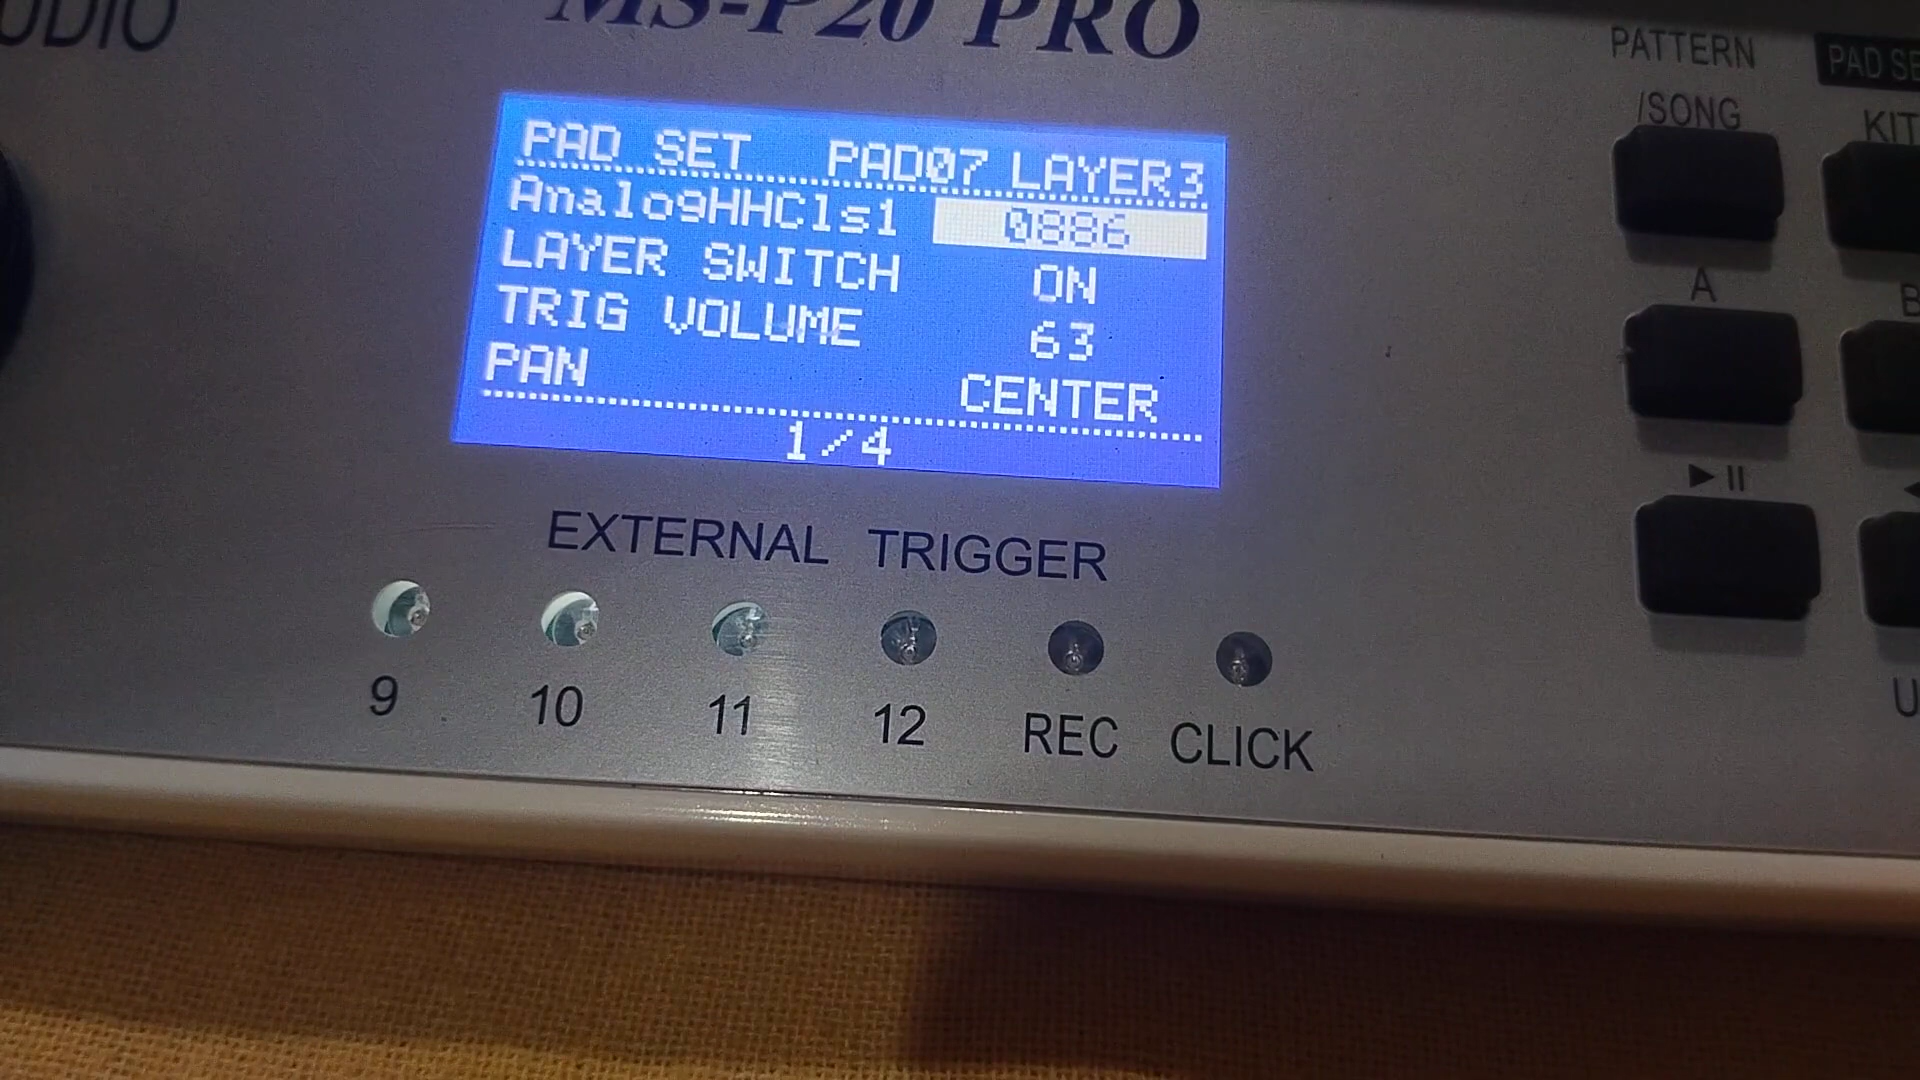 MS-P20 PRO
PAD SET PAD07 LAYER3
AnalogHHCls1 0886
LAYER SWITCH ON
TRIG VOLUME 63
PAN CENTER
1/4
EXTERNAL TRIGGER
9 10 11 12 REC CLICK
PATTERN
/SONG
KIT
A